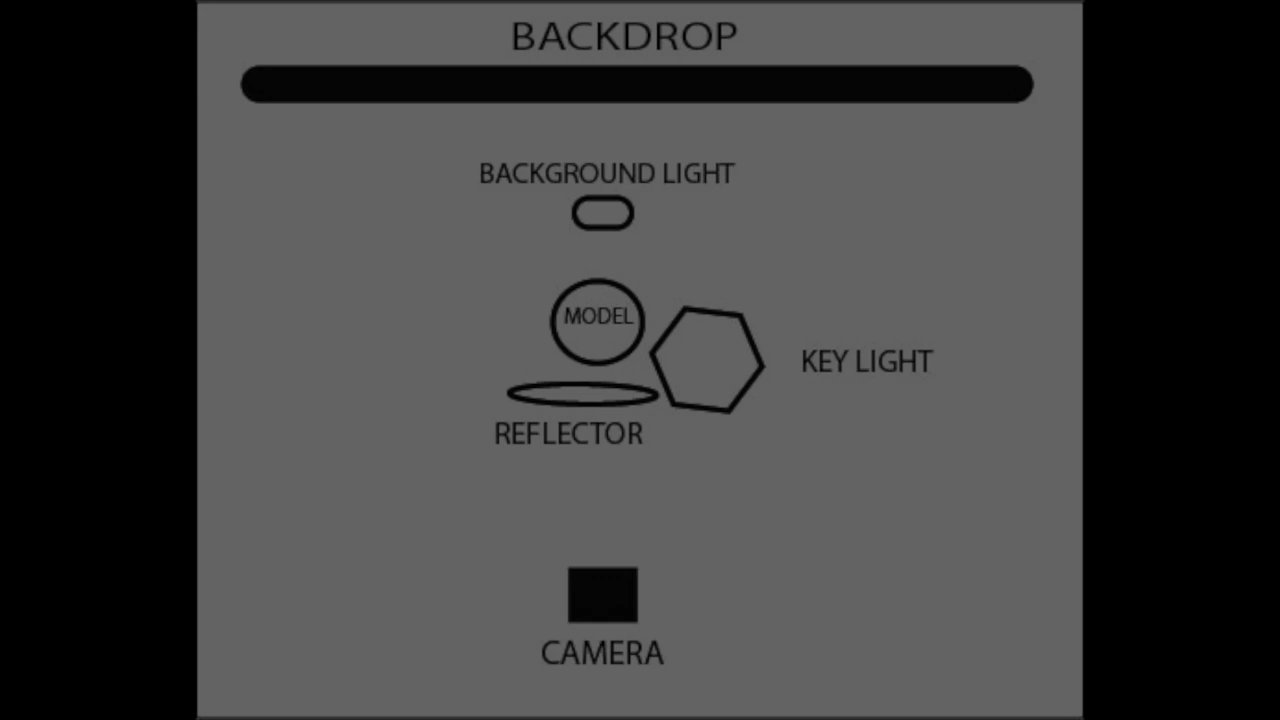 BACKDROP
BACKGROUND LIGHT
MODEL
KEY LIGHT
REFLECTOR
CAMERA